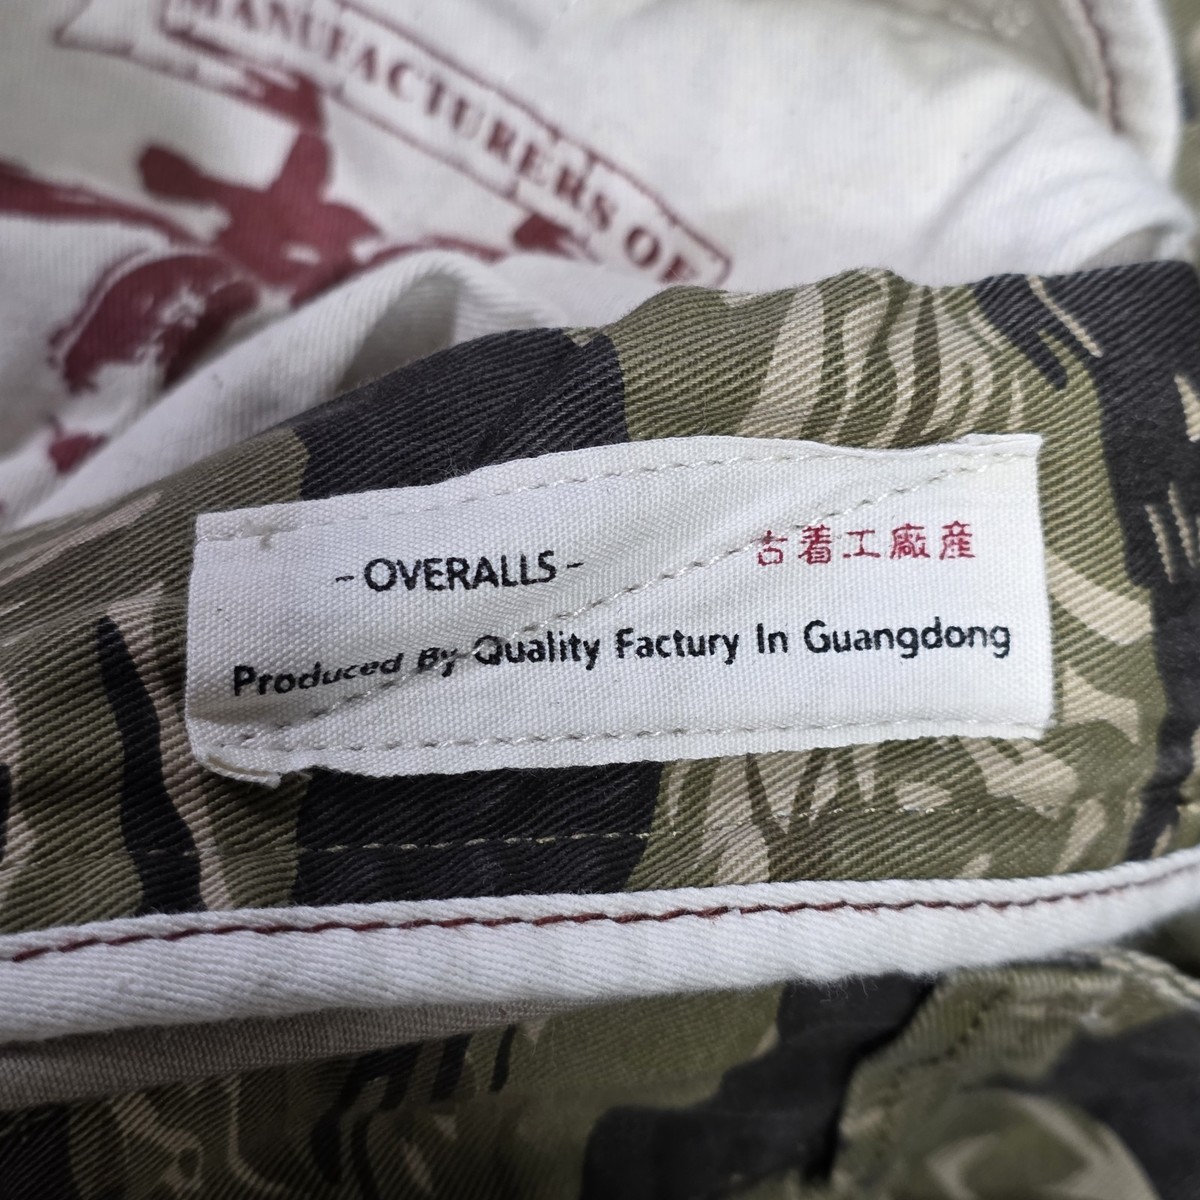 MANUFACTURERS OF
- OVERALLS -
古着工廠産
Produced By Quality Factury In Guangdong